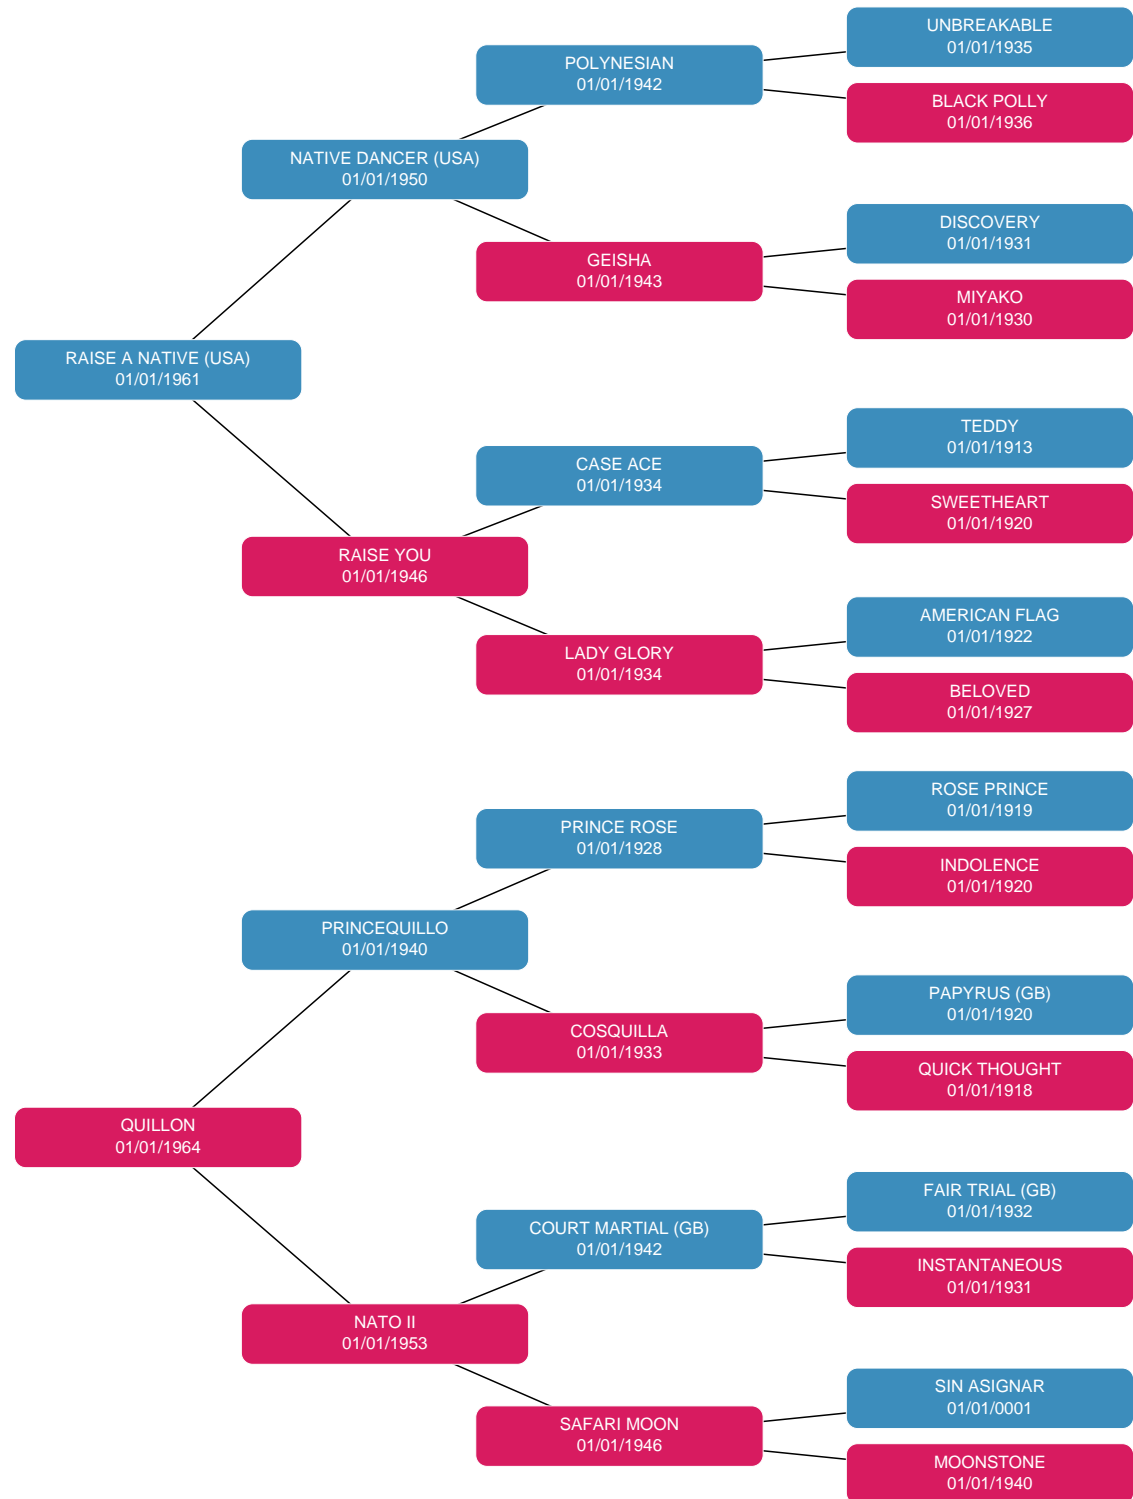 UNBREAKABLE
01/01/1935
POLYNESIAN
01/01/1942
BLACK POLLY
01/01/1936
NATIVE DANCER (USA)
01/01/1950
DISCOVERY
01/01/1931
GEISHA
01/01/1943
MIYAKO
01/01/1930
RAISE A NATIVE (USA)
01/01/1961
TEDDY
01/01/1913
CASE ACE
01/01/1934
SWEETHEART
01/01/1920
RAISE YOU
01/01/1946
AMERICAN FLAG
01/01/1922
LADY GLORY
01/01/1934
BELOVED
01/01/1927
ROSE PRINCE
01/01/1919
PRINCE ROSE
01/01/1928
INDOLENCE
01/01/1920
PRINCEQUILLO
01/01/1940
PAPYRUS (GB)
01/01/1920
COSQUILLA
01/01/1933
QUICK THOUGHT
01/01/1918
QUILLON
01/01/1964
FAIR TRIAL (GB)
01/01/1932
COURT MARTIAL (GB)
01/01/1942
INSTANTANEOUS
01/01/1931
NATO II
01/01/1953
SIN ASIGNAR
01/01/0001
SAFARI MOON
01/01/1946
MOONSTONE
01/01/1940